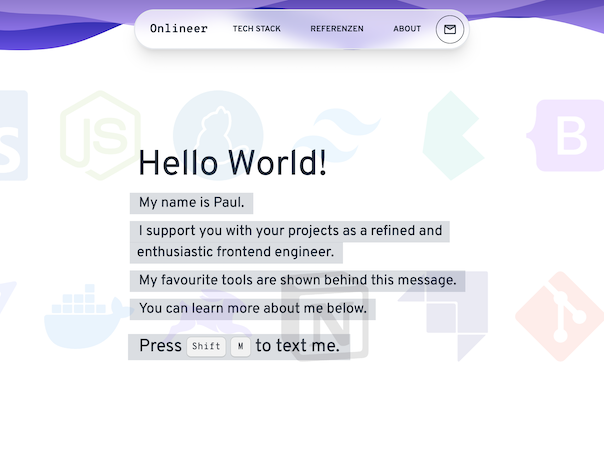 Onlineer TECH STACK REFERENZEN ABOUT
S JS B
Hello World!
My name is Paul.
I support you with your projects as a refined and
enthusiastic frontend engineer.
My favourite tools are shown behind this message.
You can learn more about me below.
N
Press Shift M to text me.